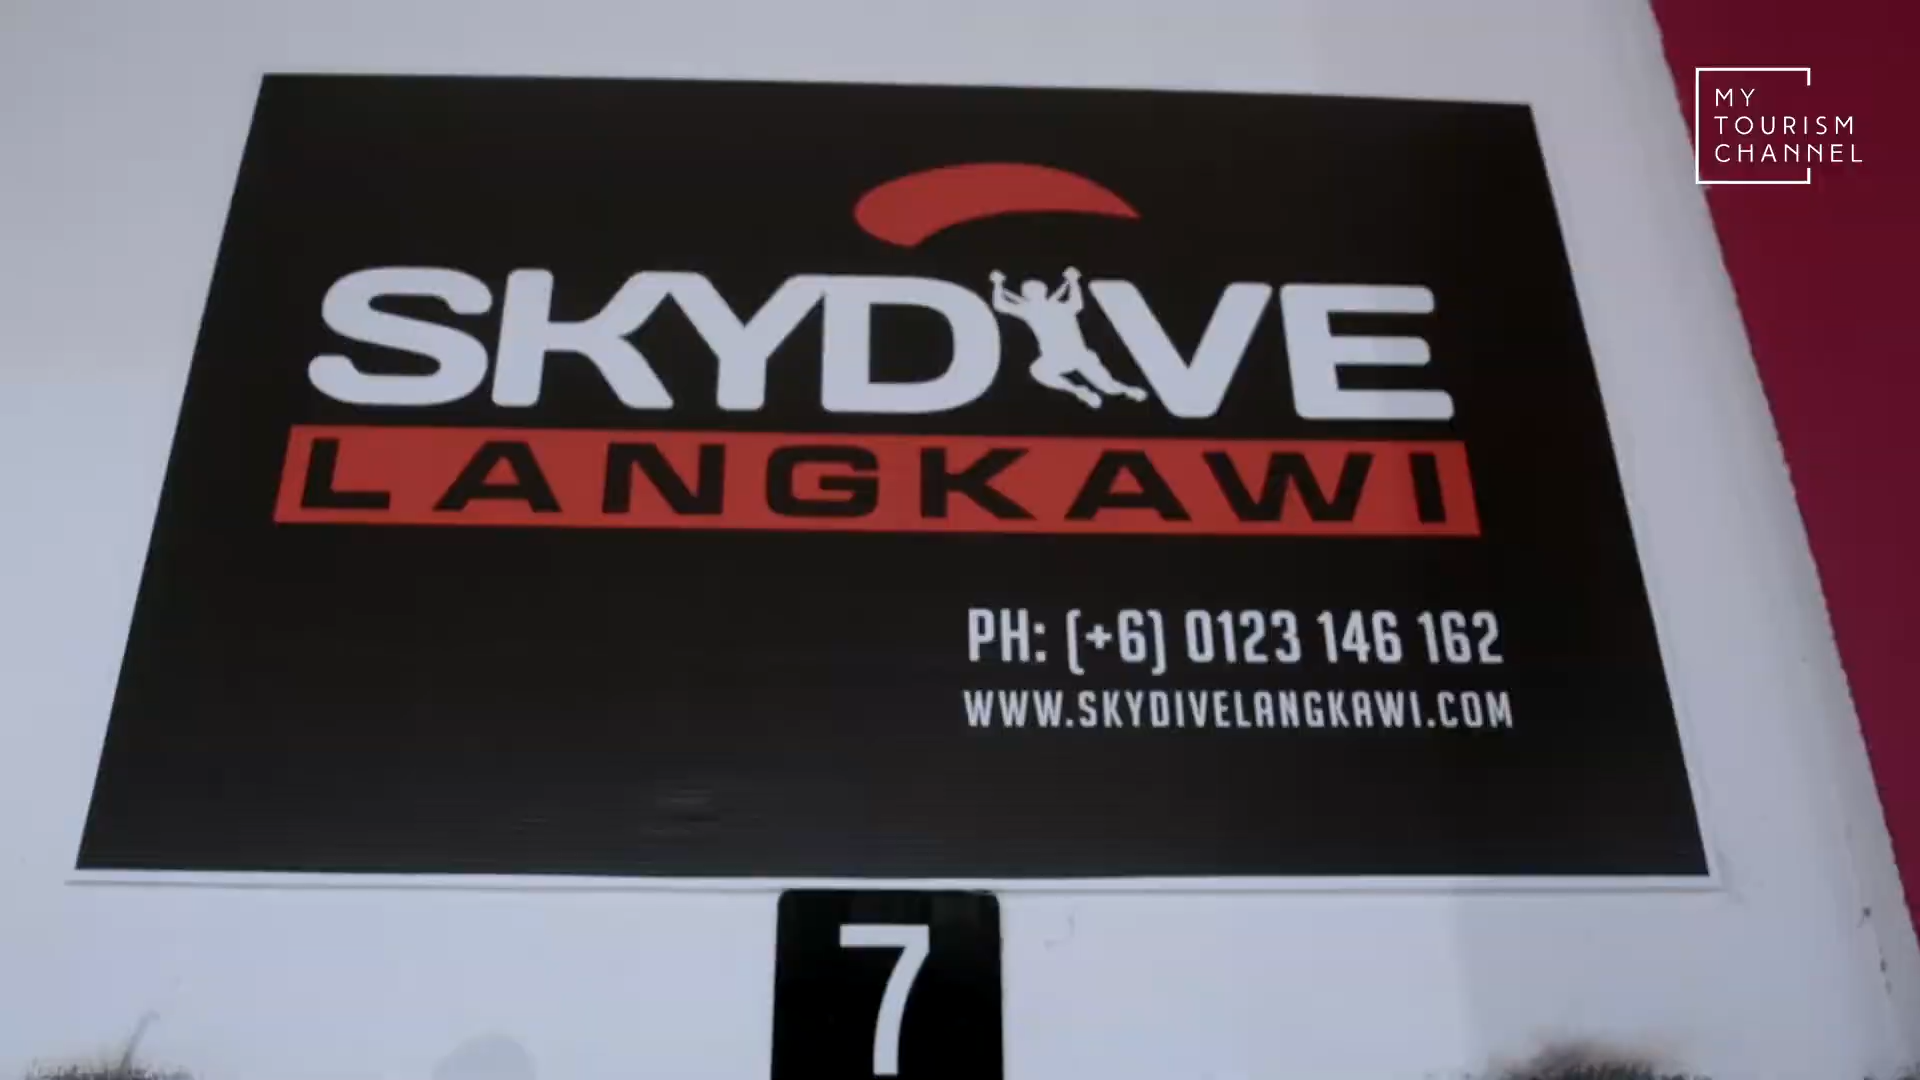 MY
TOURISM
CHANNEL
SKYDIVE
LANGKAWI
PH: (+6) 0123 146 162
WWW.SKYDIVELANGKAWI.COM
7